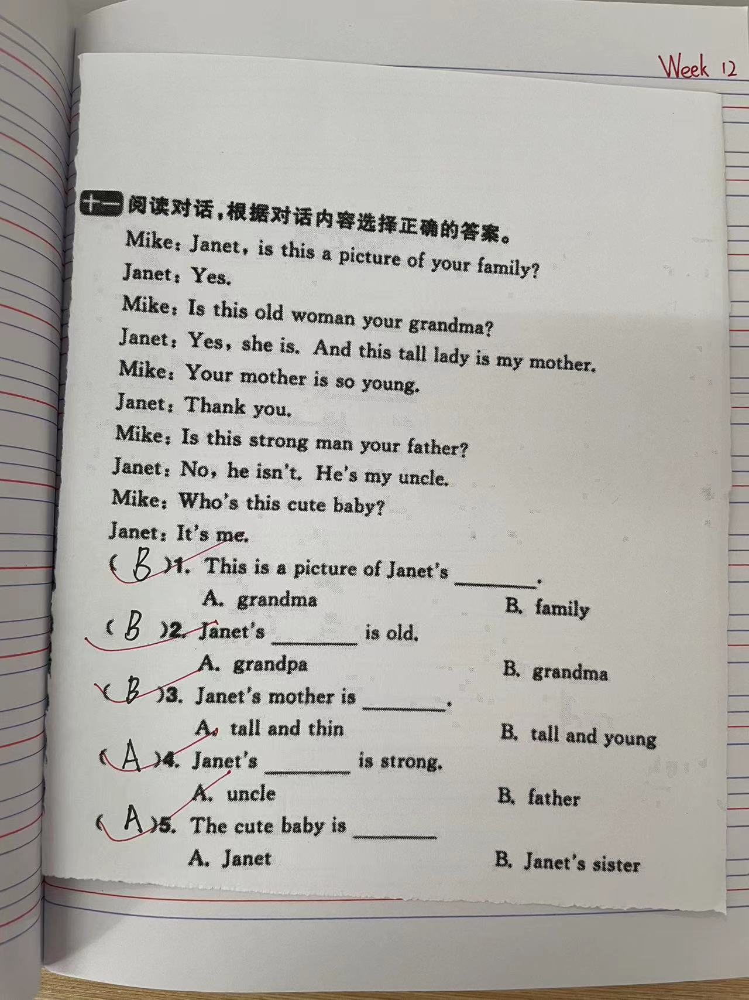 Week 12
十一 阅读对话，根据对话内容选择正确的答案。
Mike: Janet, is this a picture of your family?
Janet: Yes.
Mike: Is this old woman your grandma?
Janet: Yes, she is. And this tall lady is my mother.
Mike: Your mother is so young.
Janet: Thank you.
Mike: Is this strong man your father?
Janet: No, he isn't. He's my uncle.
Mike: Who's this cute baby?
Janet: It's me.
( B )1. This is a picture of Janet's ________.
A. grandma B. family
( B )2. Janet's ________ is old.
A. grandpa B. grandma
( B )3. Janet's mother is ________.
A. tall and thin B. tall and young
( A )4. Janet's ________ is strong.
A. uncle B. father
( A )5. The cute baby is ________
A. Janet B. Janet's sister